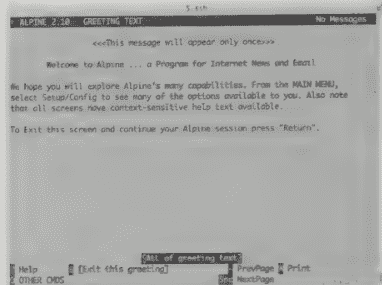 ALPINE 2.10 GREETING TEXT No Messages
<<<This message will appear only once>>>
Welcome to Alpine ... a Program for Internet News and Email
We hope you will explore Alpine's many capabilities. From the MAIN MENU,
select Setup/Config to see many of the options available to you. Also note
that all screens have context-sensitive help text available.
To Exit this screen and continue your Alpine session press "Return".
[All of greeting text]
Help [Exit this greeting] PrevPage Print
OTHER CMDS NextPage